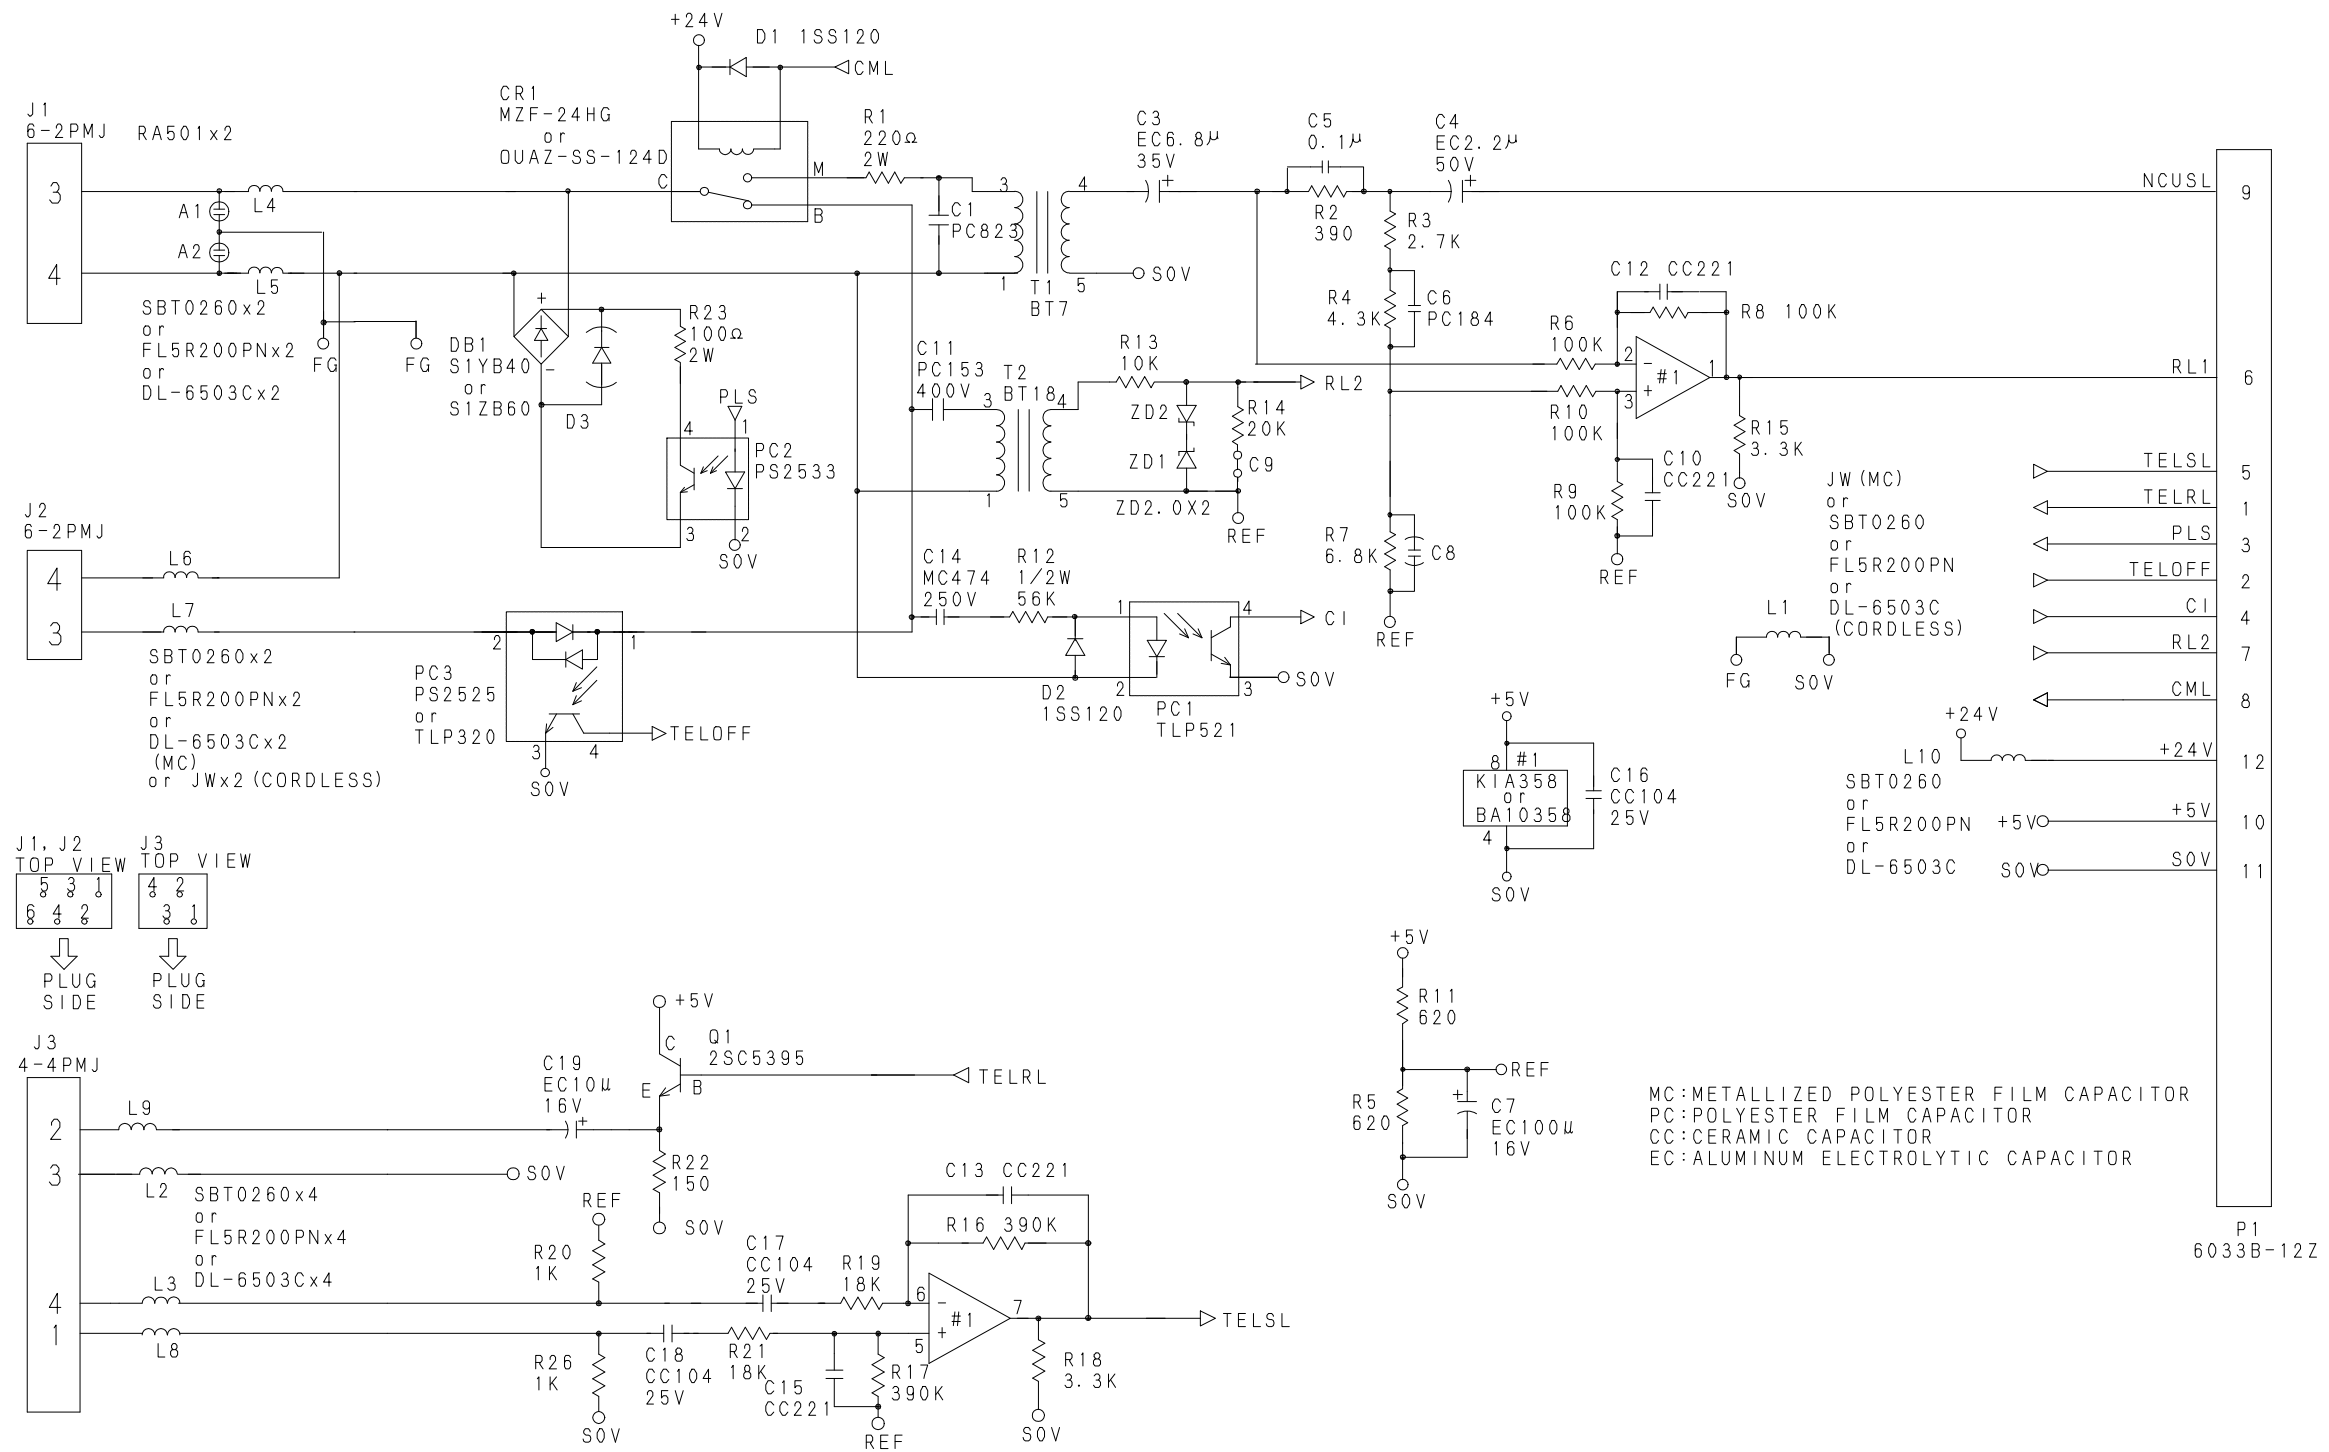 +24V
D1 1SS120
CML
CR1
MZF-24HG
or
OUAZ-SS-124D
C
M
B
R1
220Ω
2W
J1
6-2PMJ
RA501x2
3
4
A1
A2
L4
L5
SBT0260x2
or
FL5R200PNx2
or
DL-6503Cx2
FG
FG
DB1
S1YB40
or
S1ZB60
+
-
D3
R23
100Ω
2W
PLS
4
1
PC2
PS2533
3
2
S0V
C1
PC823
3
1
4
5
T1
BT7
S0V
C3
EC6.8μ
35V
+
C5
0.1μ
R2
390
C4
EC2.2μ
50V
+
R3
2.7K
R4
4.3K
C6
PC184
C11
PC153
400V
T2
BT18
3
1
4
5
R13
10K
RL2
ZD2
ZD1
ZD2.0X2
R14
20K
C9
REF
R7
6.8K
C8
REF
C12 CC221
R8 100K
R6
100K
R10
100K
2
-
3
+
1
#1
R9
100K
C10
CC221
REF
R15
3.3K
S0V
J2
6-2PMJ
4
3
L6
L7
SBT0260x2
or
FL5R200PNx2
or
DL-6503Cx2
(MC)
or JWx2(CORDLESS)
2
1
PC3
PS2525
or
TLP320
3
4
TELOFF
S0V
C14
MC474
250V
R12
1/2W
56K
D2
1SS120
1
2
4
3
PC1
TLP521
CI
S0V
JW(MC)
or
SBT0260
or
FL5R200PN
or
DL-6503C
(CORDLESS)
L1
FG
S0V
NCUSL
9
RL1
6
TELSL
5
TELRL
1
PLS
3
TELOFF
2
CI
4
RL2
7
CML
8
+24V
+24V
12
L10
SBT0260
or
FL5R200PN
or
DL-6503C
+5V
+5V
10
S0V
S0V
11
P1
6033B-12Z
+5V
8
#1
KIA358
or
BA10358
4
S0V
C16
CC104
25V
+5V
R11
620
REF
R5
620
+
C7
EC100μ
16V
S0V
MC:METALLIZED POLYESTER FILM CAPACITOR
PC:POLYESTER FILM CAPACITOR
CC:CERAMIC CAPACITOR
EC:ALUMINUM ELECTROLYTIC CAPACITOR
J1,J2
TOP VIEW
5 3 1
6 4 2
PLUG
SIDE
J3
TOP VIEW
4 2
3 1
PLUG
SIDE
J3
4-4PMJ
2
3
4
1
L9
L2
SBT0260x4
or
FL5R200PNx4
or
DL-6503Cx4
L3
L8
+5V
C
E
B
Q1
2SC5395
TELRL
C19
EC10μ
16V
+
S0V
R22
150
S0V
REF
R20
1K
R26
1K
S0V
C17
CC104
25V
R19
18K
C18
CC104
25V
R21
18K
C15
CC221
R17
390K
REF
C13 CC221
R16 390K
6
-
5
+
7
#1
R18
3.3K
S0V
TELSL